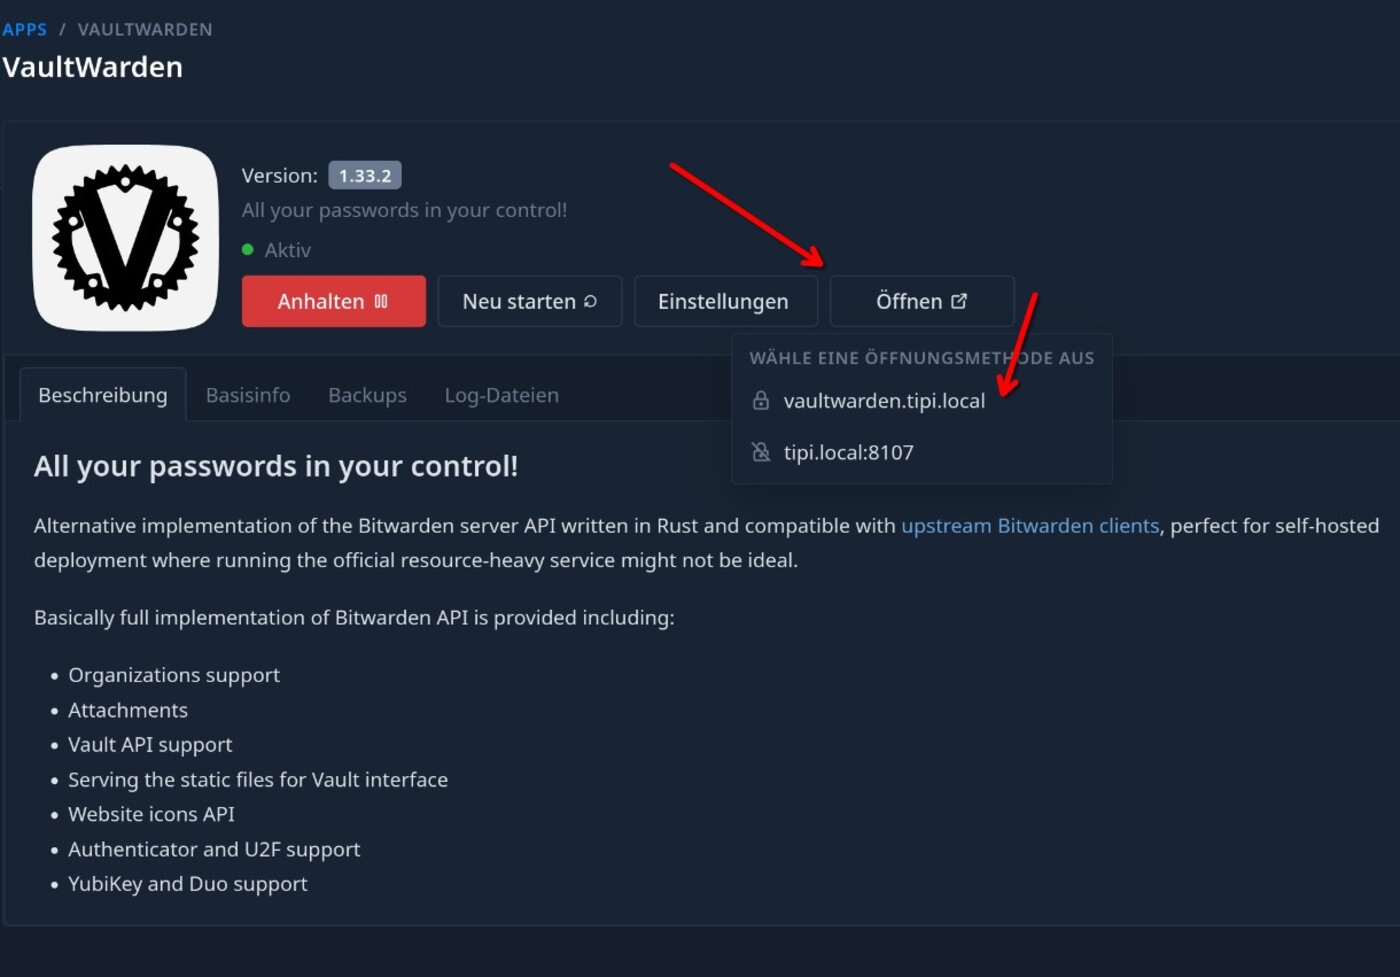 APPS / VAULTWARDEN
VaultWarden
Version: 1.33.2
All your passwords in your control!
Aktiv
Anhalten
Neu starten
Einstellungen
Öffnen
WÄHLE EINE ÖFFNUNGSMETHODE AUS
vaultwarden.tipi.local
tipi.local:8107
Beschreibung
Basisinfo
Backups
Log-Dateien
All your passwords in your control!
Alternative implementation of the Bitwarden server API written in Rust and compatible with upstream Bitwarden clients, perfect for self-hosted
deployment where running the official resource-heavy service might not be ideal.
Basically full implementation of Bitwarden API is provided including:
• Organizations support
• Attachments
• Vault API support
• Serving the static files for Vault interface
• Website icons API
• Authenticator and U2F support
• YubiKey and Duo support